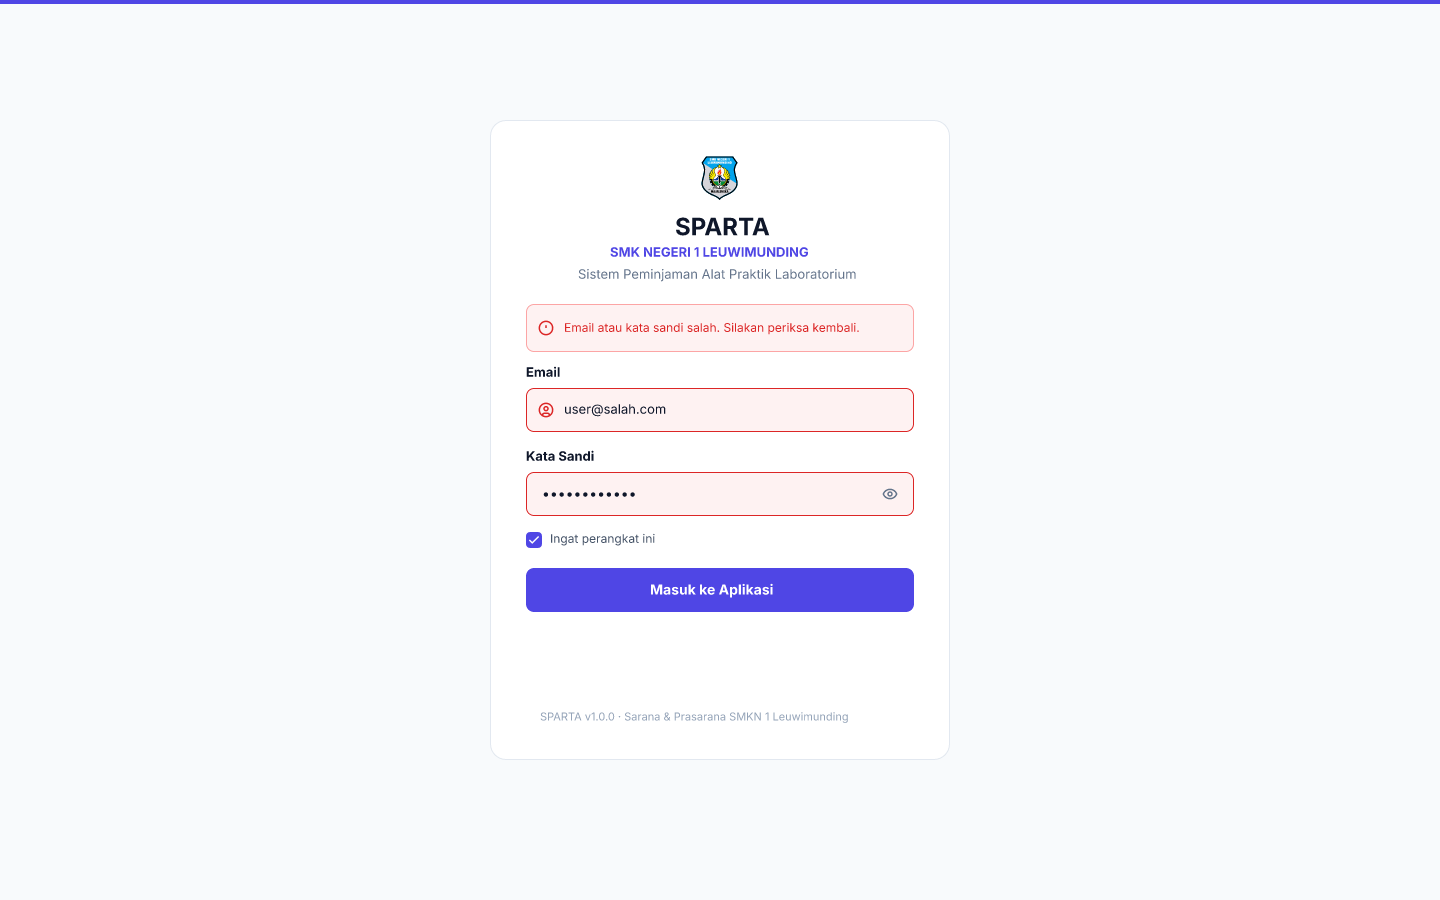 SPARTA
SMK NEGERI 1 LEUWIMUNDING
Sistem Peminjaman Alat Praktik Laboratorium
Email atau kata sandi salah. Silakan periksa kembali.
Email
user@salah.com
Kata Sandi
••••••••••••
Ingat perangkat ini
Masuk ke Aplikasi
SPARTA v1.0.0 · Sarana & Prasarana SMKN 1 Leuwimunding